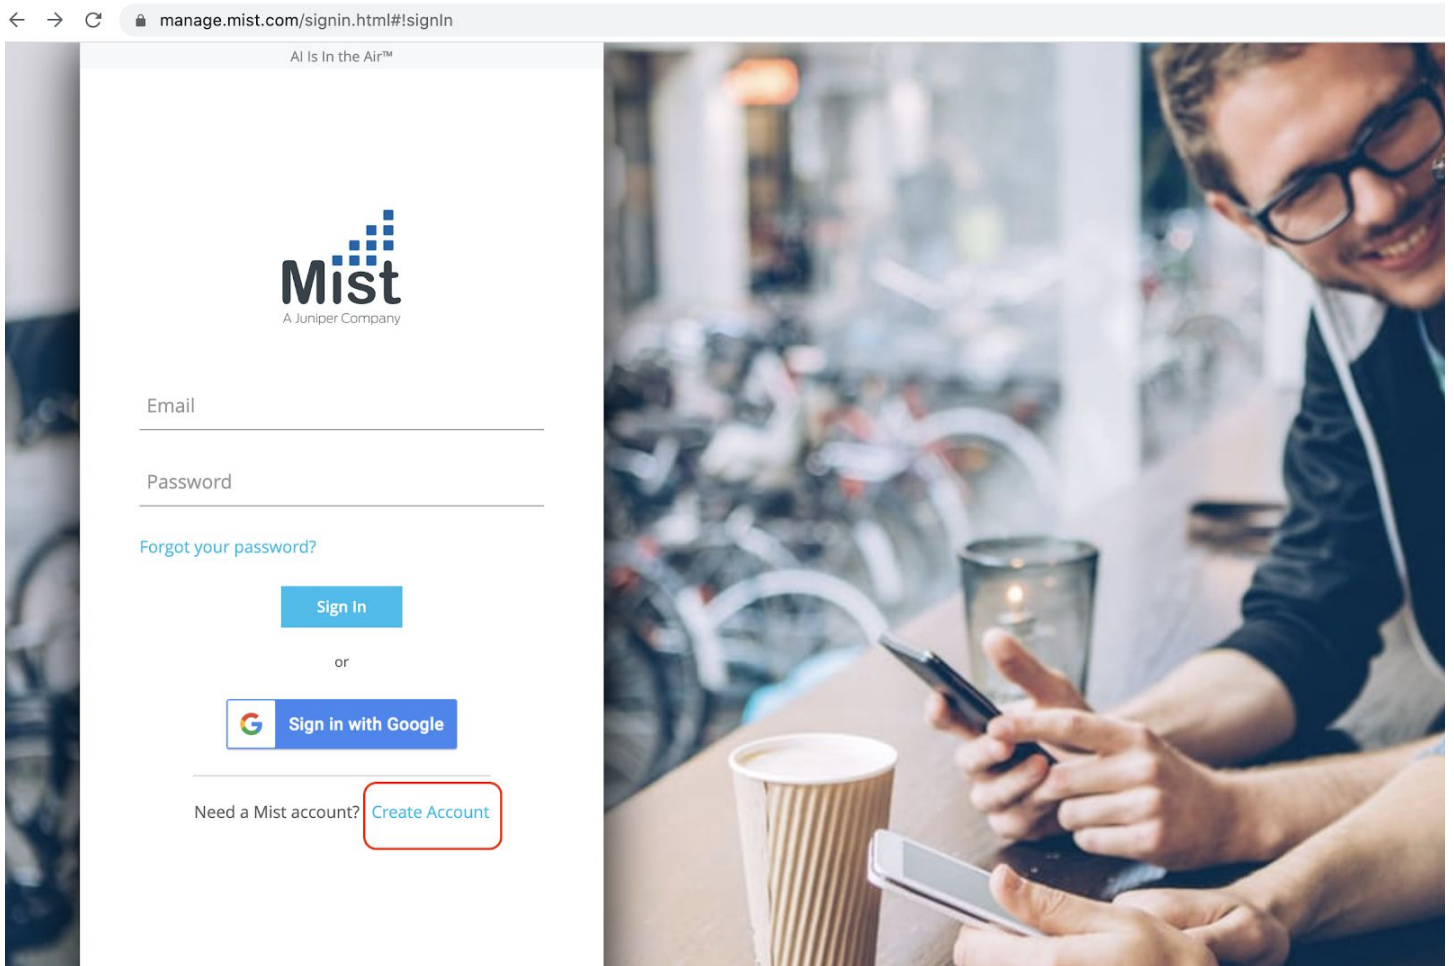 manage.mist.com/signin.html#!signIn
AI Is In the Air™
Mist
A Juniper Company
Email
Password
Forgot your password?
Sign In
or
Sign in with Google
Need a Mist account? Create Account